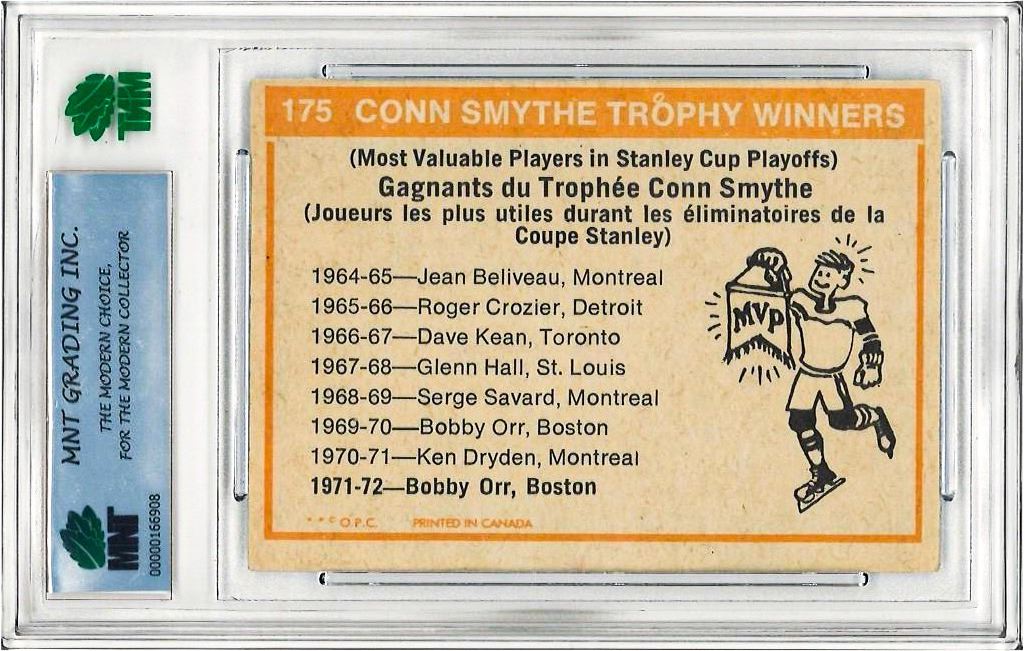 175 CONN SMYTHE TROPHY WINNERS
(Most Valuable Players in Stanley Cup Playoffs)
Gagnants du Trophée Conn Smythe
(Joueurs les plus utiles durant les éliminatoires de la
Coupe Stanley)
1964-65—Jean Beliveau, Montreal
1965-66—Roger Crozier, Detroit
1966-67—Dave Kean, Toronto
1967-68—Glenn Hall, St. Louis
1968-69—Serge Savard, Montreal
1969-70—Bobby Orr, Boston
1970-71—Ken Dryden, Montreal
1971-72—Bobby Orr, Boston
* * © O.P.C. PRINTED IN CANADA
MVP
MNT
MNT GRADING INC.
THE MODERN CHOICE,
FOR THE MODERN COLLECTOR
MNT
00000166908